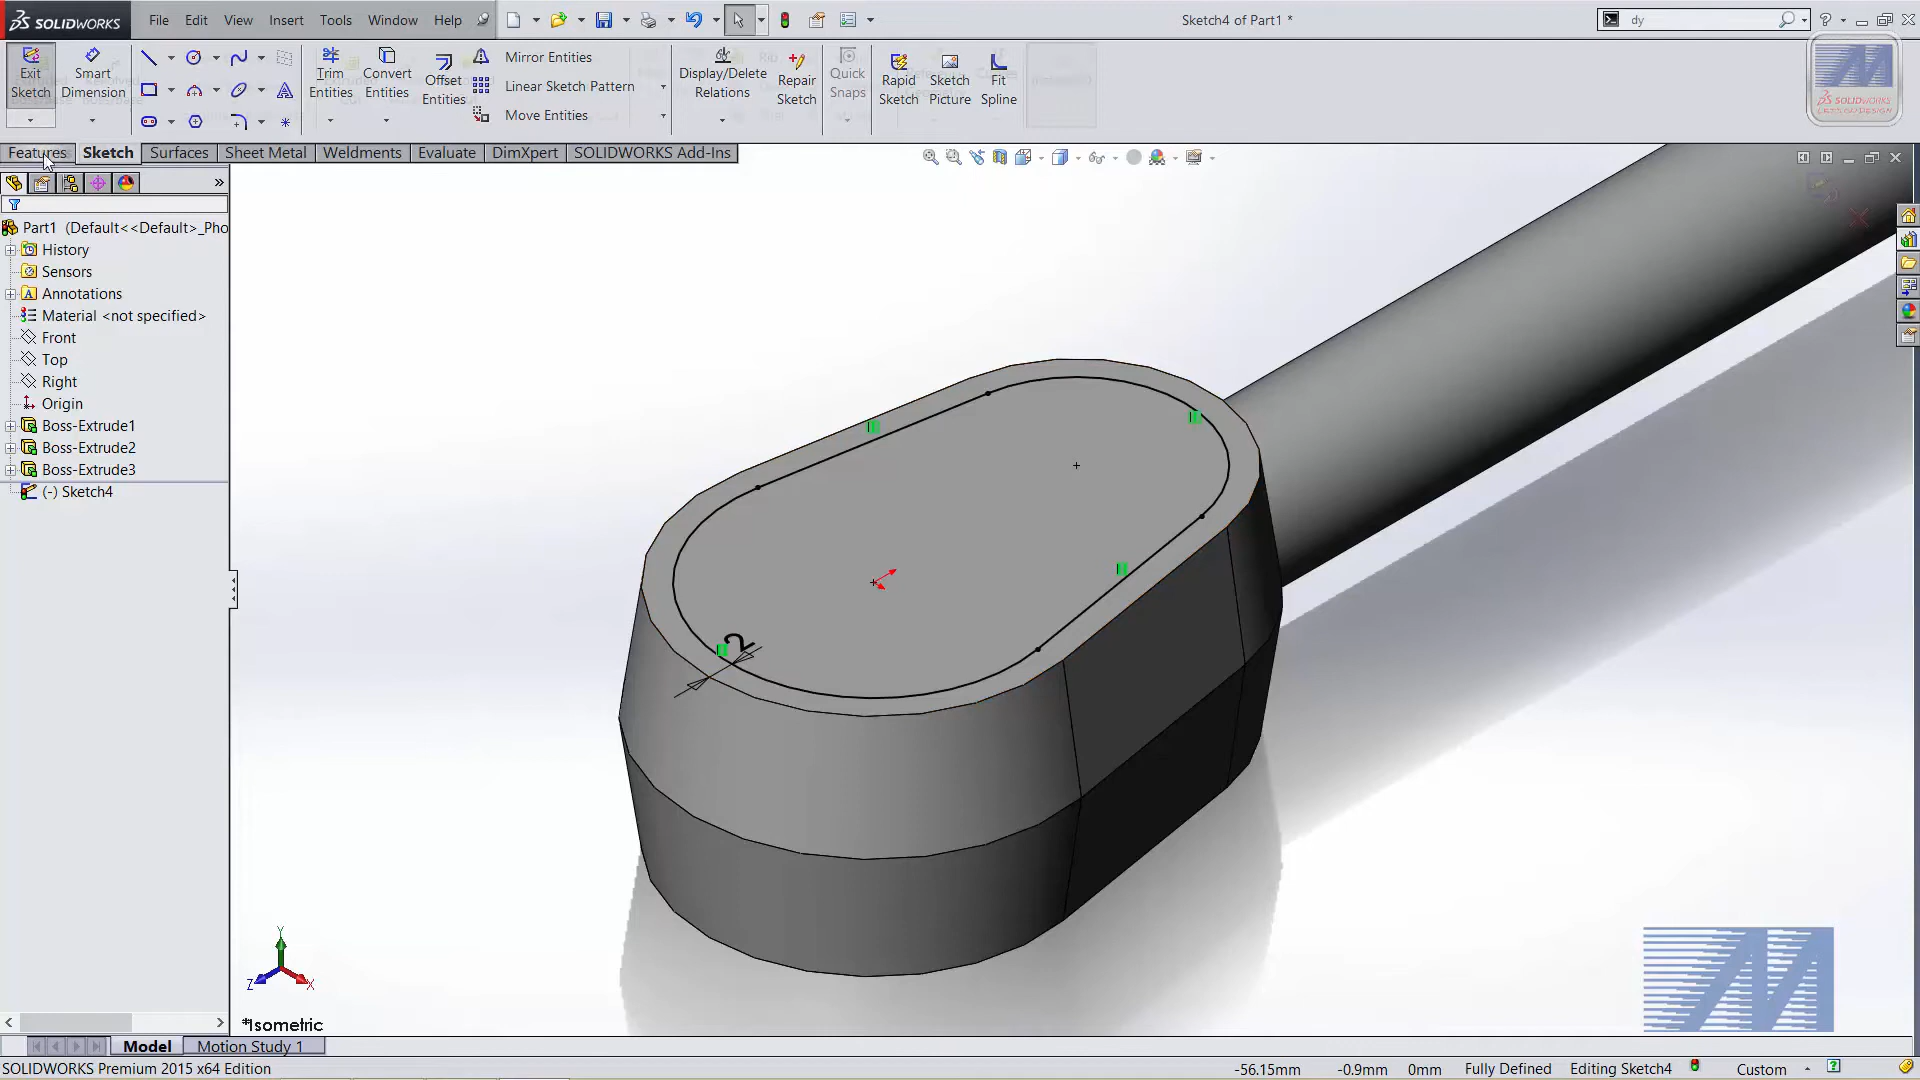 SOLIDWORKS File Edit View Insert Tools Window Help Sketch4 of Part1 * dy
Exit Sketch
Smart Dimension
Trim Entities
Convert Entities
Offset Entities
Mirror Entities
Linear Sketch Pattern
Move Entities
Display/Delete Relations
Repair Sketch
Quick Snaps
Rapid Sketch
Sketch Picture
Fit Spline
SOLIDWORKS
Features Sketch Surfaces Sheet Metal Weldments Evaluate DimXpert SOLIDWORKS Add-Ins
Part1 (Default<<Default>_Pho
History
Sensors
Annotations
Material <not specified>
Front
Top
Right
Origin
Boss-Extrude1
Boss-Extrude2
Boss-Extrude3
(-) Sketch4
2
Y
Z X
*Isometric
Model Motion Study 1
SOLIDWORKS Premium 2015 x64 Edition -56.15mm -0.9mm 0mm Fully Defined Editing Sketch4 Custom